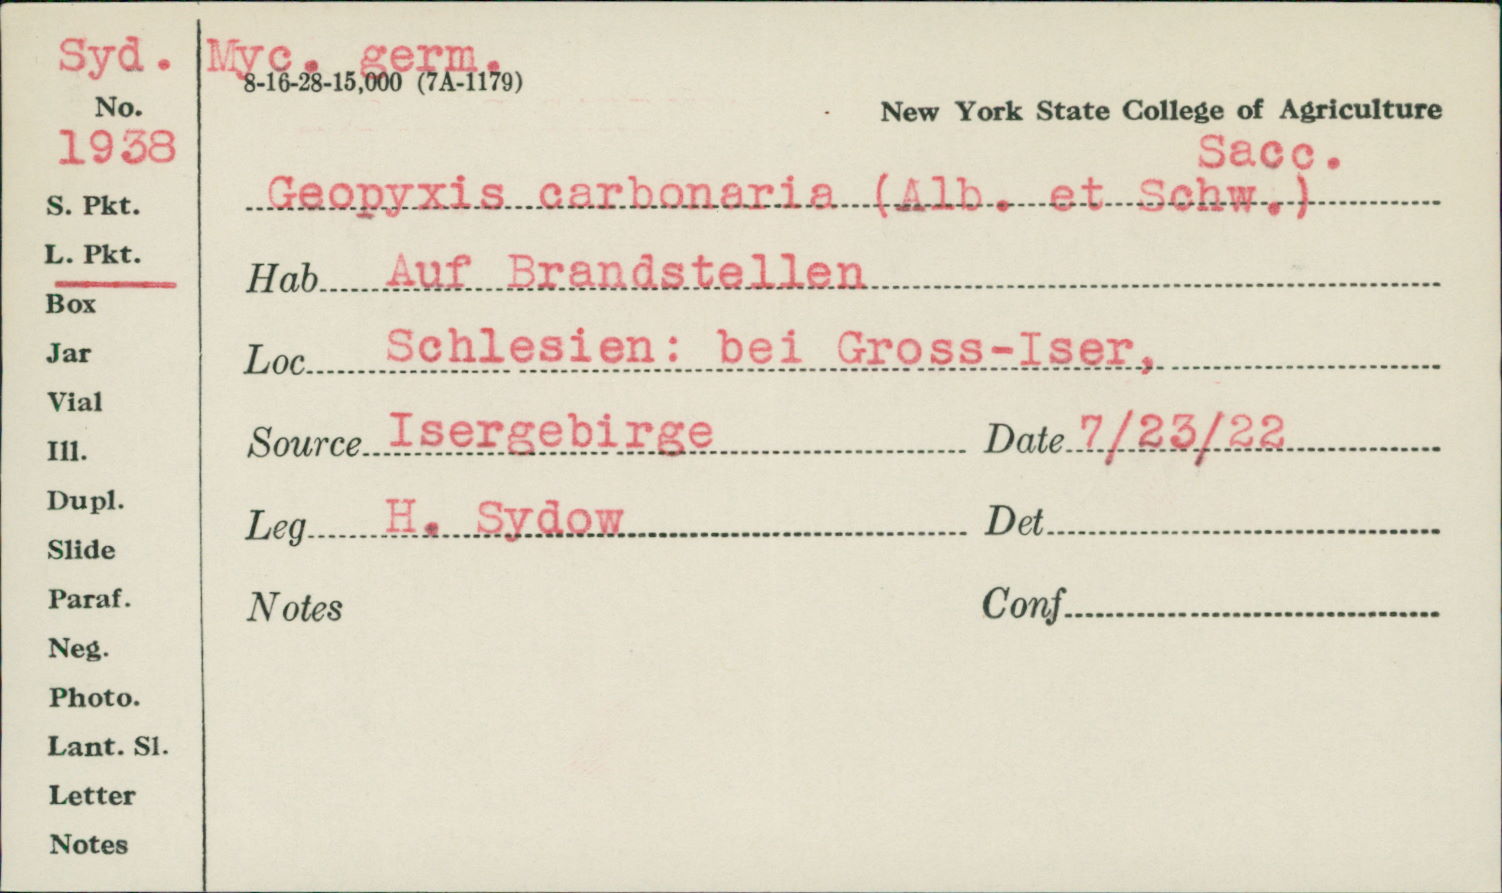 Syd. Myc. germ.
8-16-28-15,000 (7A-1179)
No.
New York State College of Agriculture
1938
Sacc.
Geopyxis carbonaria (Alb. et Schw.)
S. Pkt.
L. Pkt.
Hab. Auf Brandstellen
Box
Jar
Loc. Schlesien: bei Gross-Iser,
Vial
Ill.
Source Isergebirge Date 7/23/22
Dupl.
Leg. H. Sydow Det.
Slide
Paraf.
Notes Conf.
Neg.
Photo.
Lant. Sl.
Letter
Notes